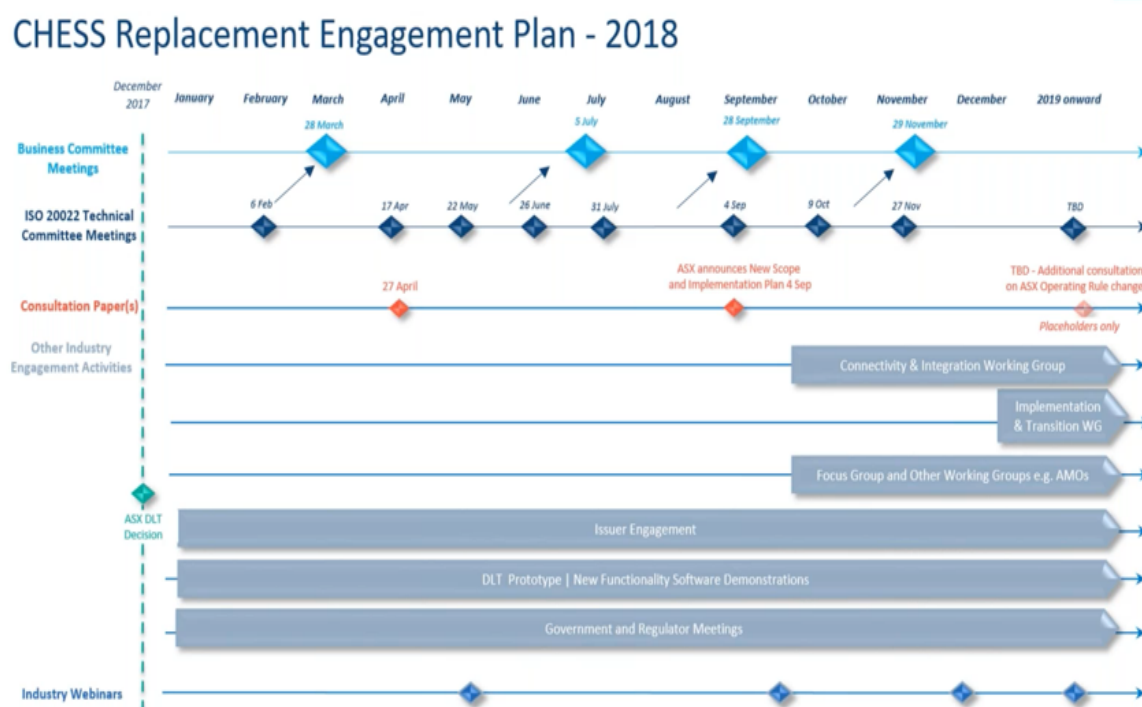 CHESS Replacement Engagement Plan - 2018
December
2017
January February March April May June July August September October November December 2019 onward
28 March 5 July 28 September 29 November
Business Committee
Meetings
6 Feb 17 Apr 22 May 26 June 31 July 4 Sep 9 Oct 27 Nov TBD
ISO 20022 Technical
Committee Meetings
ASX announces New Scope
and Implementation Plan 4 Sep
TBD - Additional consultation
on ASX Operating Rule change
27 April
Consultation Paper(s)
Placeholders only
Other Industry
Engagement Activities
Connectivity & Integration Working Group
Implementation
& Transition WG
Focus Group and Other Working Groups e.g. AMOs
ASX DLT
Decision
Issuer Engagement
DLT Prototype | New Functionality Software Demonstrations
Government and Regulator Meetings
Industry Webinars